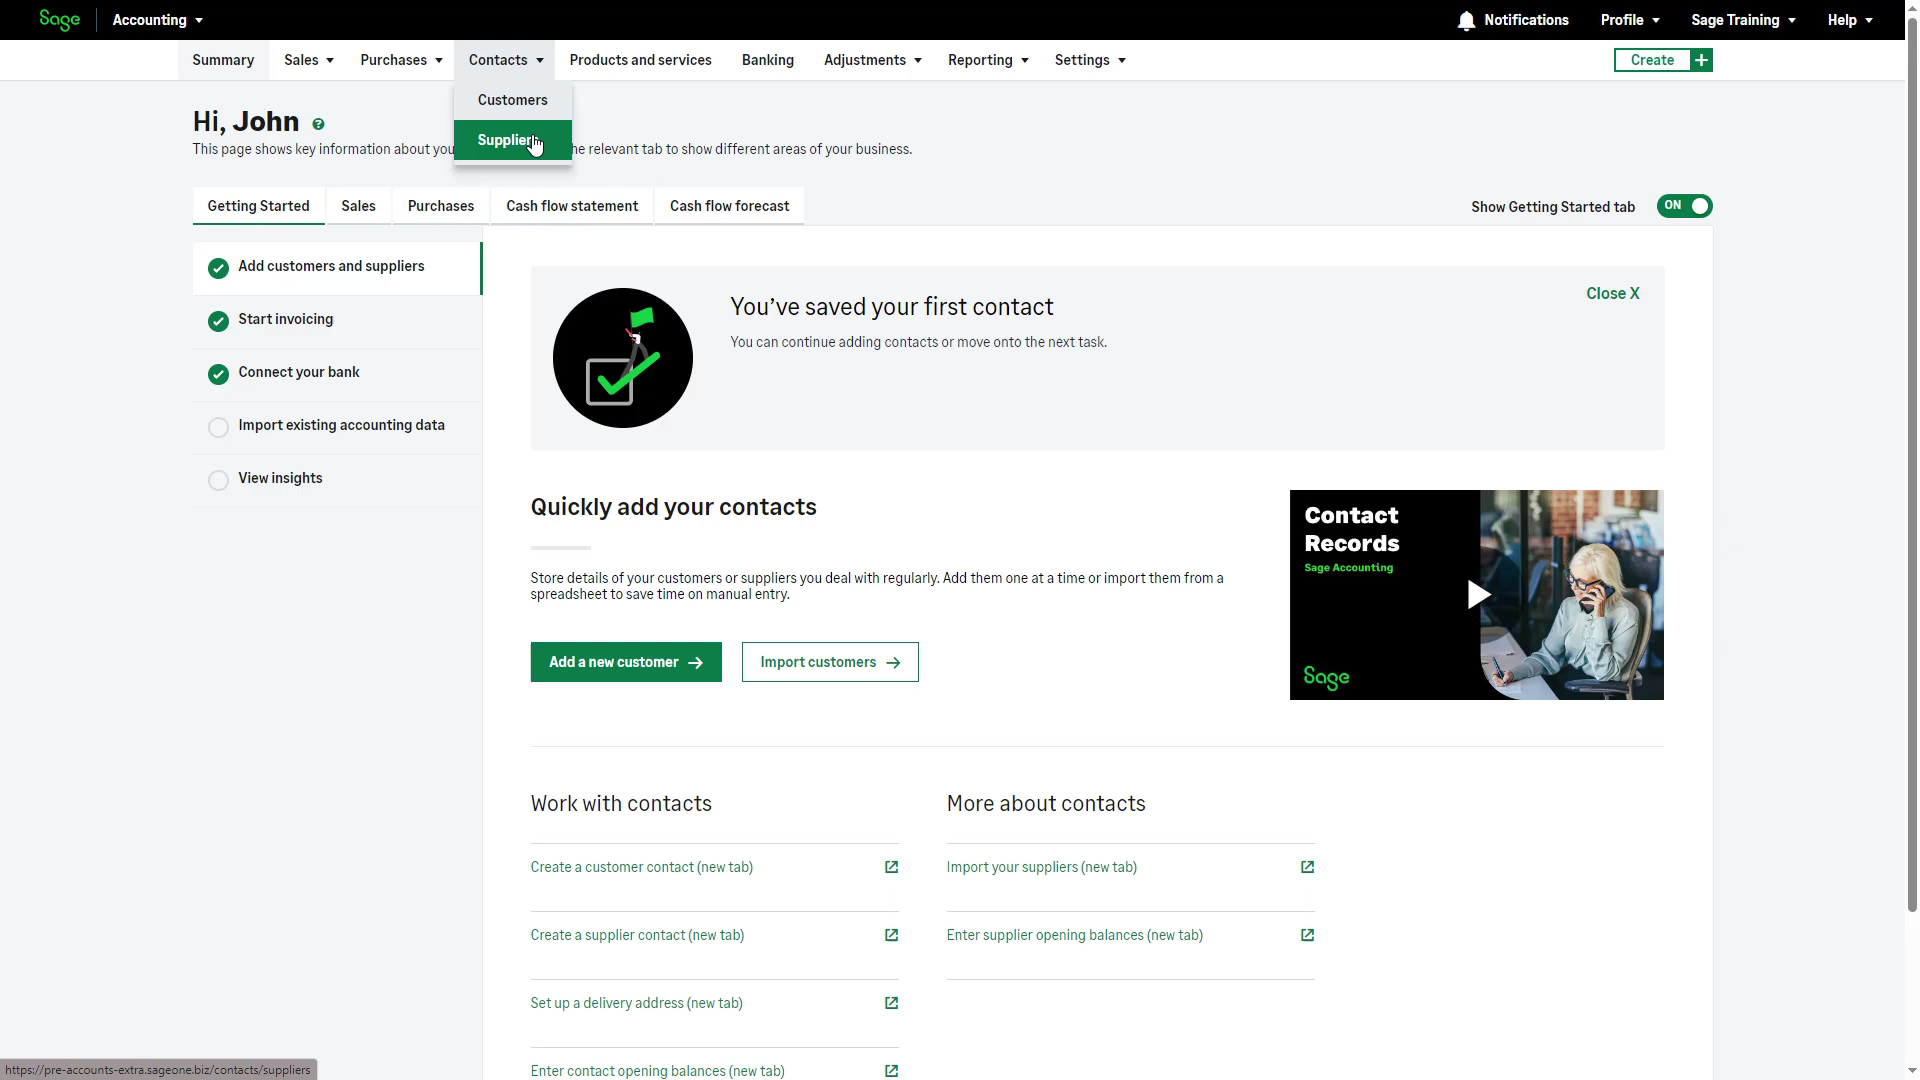 Sage
Accounting
Notifications
Profile
Sage Training
Help
Summary
Sales
Purchases
Contacts
Products and services
Banking
Adjustments
Reporting
Settings
Create
Customers
Suppliers
Hi, John
This page shows key information about you
he relevant tab to show different areas of your business.
Getting Started
Sales
Purchases
Cash flow statement
Cash flow forecast
Show Getting Started tab
ON
Add customers and suppliers
Start invoicing
Connect your bank
Import existing accounting data
View insights
You’ve saved your first contact
Close X
You can continue adding contacts or move onto the next task.
Quickly add your contacts
Store details of your customers or suppliers you deal with regularly. Add them one at a time or import them from a
spreadsheet to save time on manual entry.
Add a new customer
Import customers
Contact
Records
Sage Accounting
Sage
Work with contacts
More about contacts
Create a customer contact (new tab)
Import your suppliers (new tab)
Create a supplier contact (new tab)
Enter supplier opening balances (new tab)
Set up a delivery address (new tab)
Enter contact opening balances (new tab)
https://pre-accounts-extra.sageone.biz/contacts/suppliers